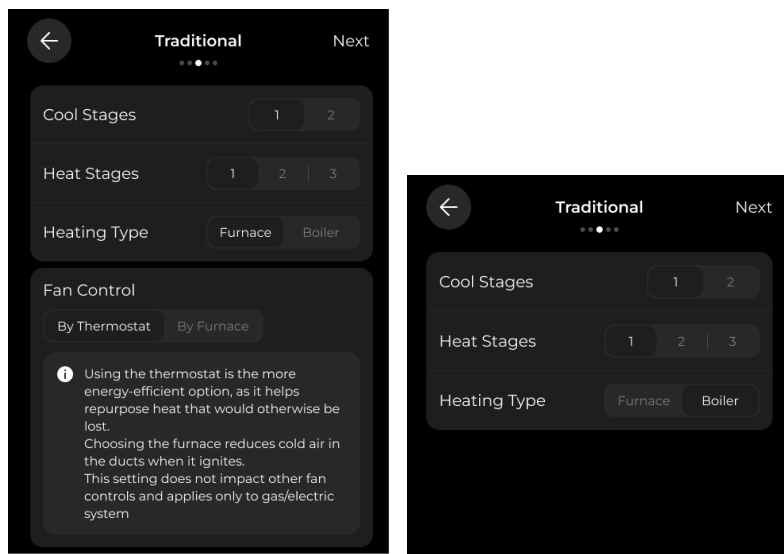 Traditional
Next
Cool Stages
1
2
Heat Stages
1
2
3
Heating Type
Furnace
Boiler
Fan Control
By Thermostat
By Furnace
Using the thermostat is the more
energy-efficient option, as it helps
repurpose heat that would otherwise be
lost.
Choosing the furnace reduces cold air in
the ducts when it ignites.
This setting does not impact other fan
controls and applies only to gas/electric
system
Traditional
Next
Cool Stages
1
2
Heat Stages
1
2
3
Heating Type
Furnace
Boiler